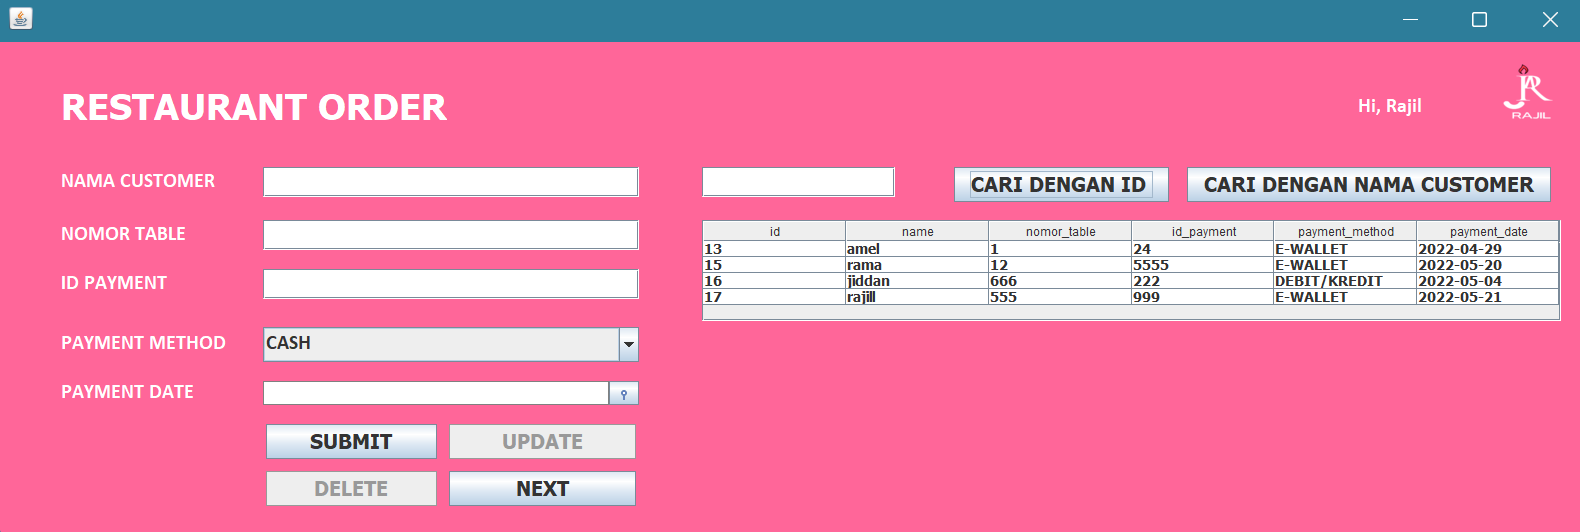 RESTAURANT ORDER
Hi, Rajil
RAJIL
NAMA CUSTOMER
CARI DENGAN ID
CARI DENGAN NAMA CUSTOMER
NOMOR TABLE
ID PAYMENT
PAYMENT METHOD
CASH
PAYMENT DATE
SUBMIT
UPDATE
DELETE
NEXT
id name nomor_table id_payment payment_method payment_date
13 amel 1 24 E-WALLET 2022-04-29
15 rama 12 5555 E-WALLET 2022-05-20
16 jiddan 666 222 DEBIT/KREDIT 2022-05-04
17 rajill 555 999 E-WALLET 2022-05-21